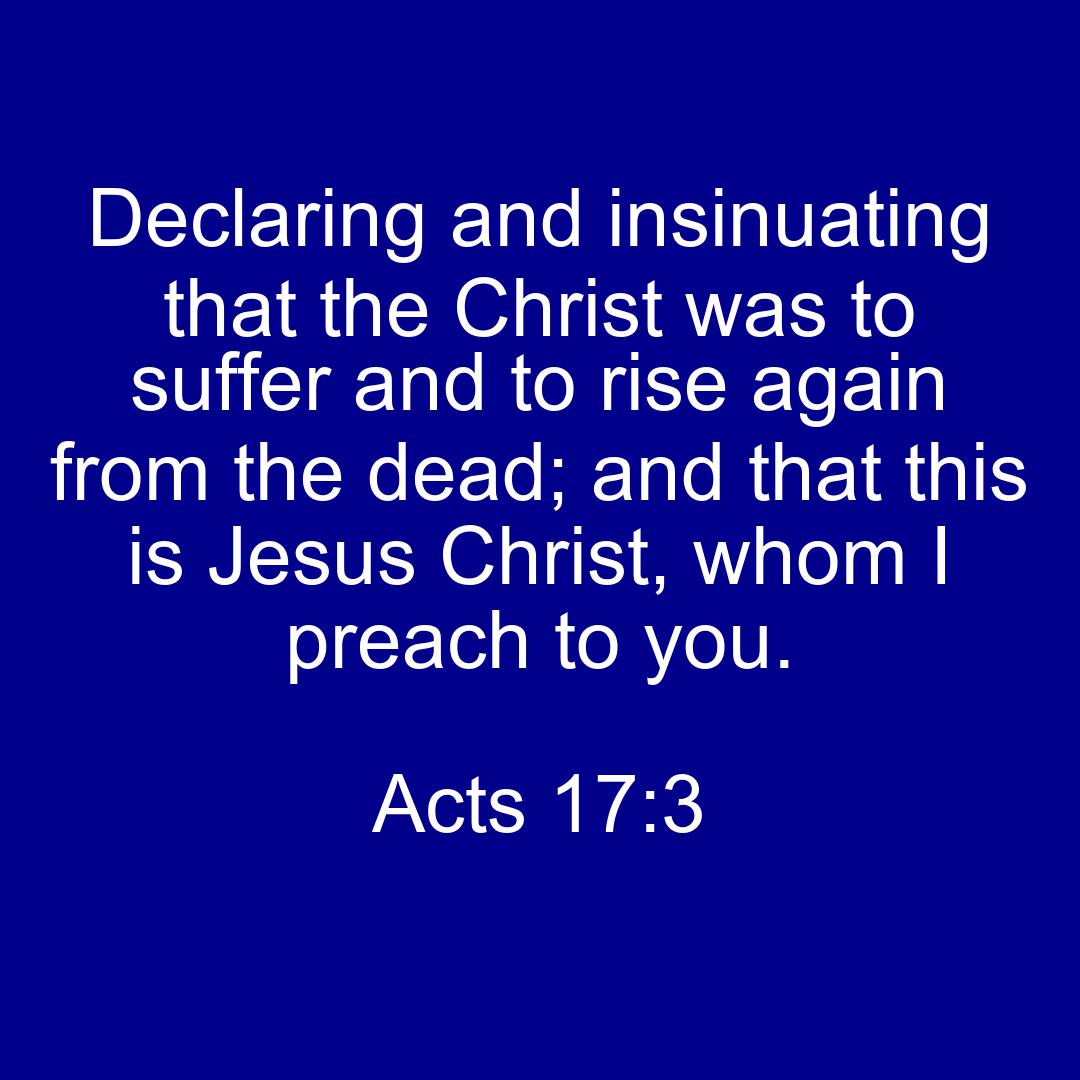 Declaring and insinuating
that the Christ was to
suffer and to rise again
from the dead; and that this
is Jesus Christ, whom I
preach to you.
Acts 17:3